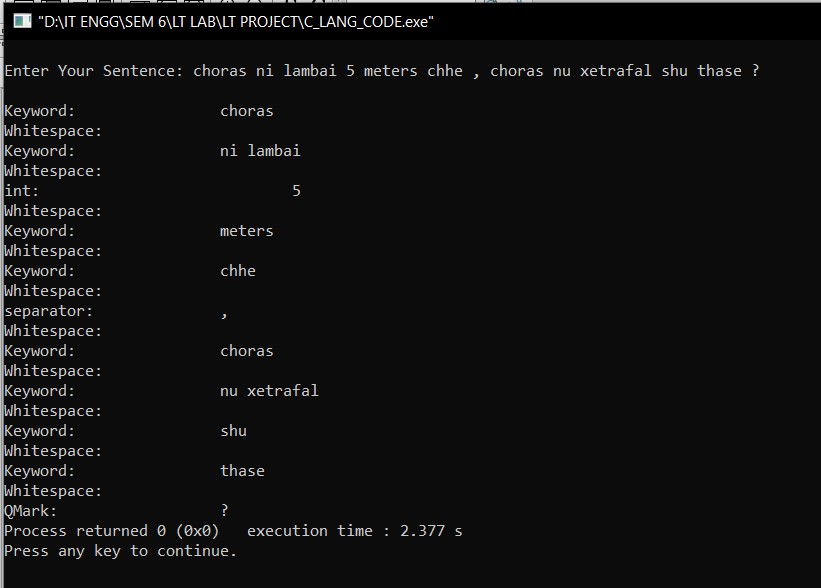 "D:\IT ENGG\SEM 6\LT LAB\LT PROJECT\C_LANG_CODE.exe"
Enter Your Sentence: choras ni lambai 5 meters chhe , choras nu xetrafal shu thase ?
Keyword: choras
Whitespace:
Keyword: ni lambai
Whitespace:
int: 5
Whitespace:
Keyword: meters
Whitespace:
Keyword: chhe
Whitespace:
separator: ,
Whitespace:
Keyword: choras
Whitespace:
Keyword: nu xetrafal
Whitespace:
Keyword: shu
Whitespace:
Keyword: thase
Whitespace:
QMark: ?
Process returned 0 (0x0) execution time : 2.377 s
Press any key to continue.